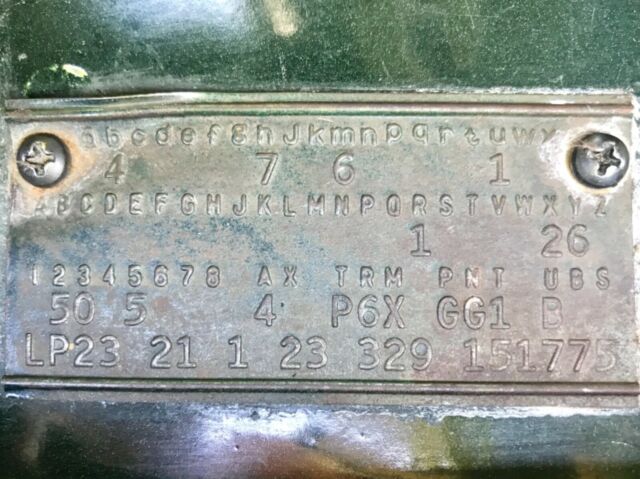 abcdefghJkmnpqrtuwx
4 7 6 1
ABCDEFGHJKLMNPQRSTVWXYZ
1 26
12345678 AX TRM PNT UBS
50 5 4 P6X GG1 B
LP23 21 1 23 329 151775